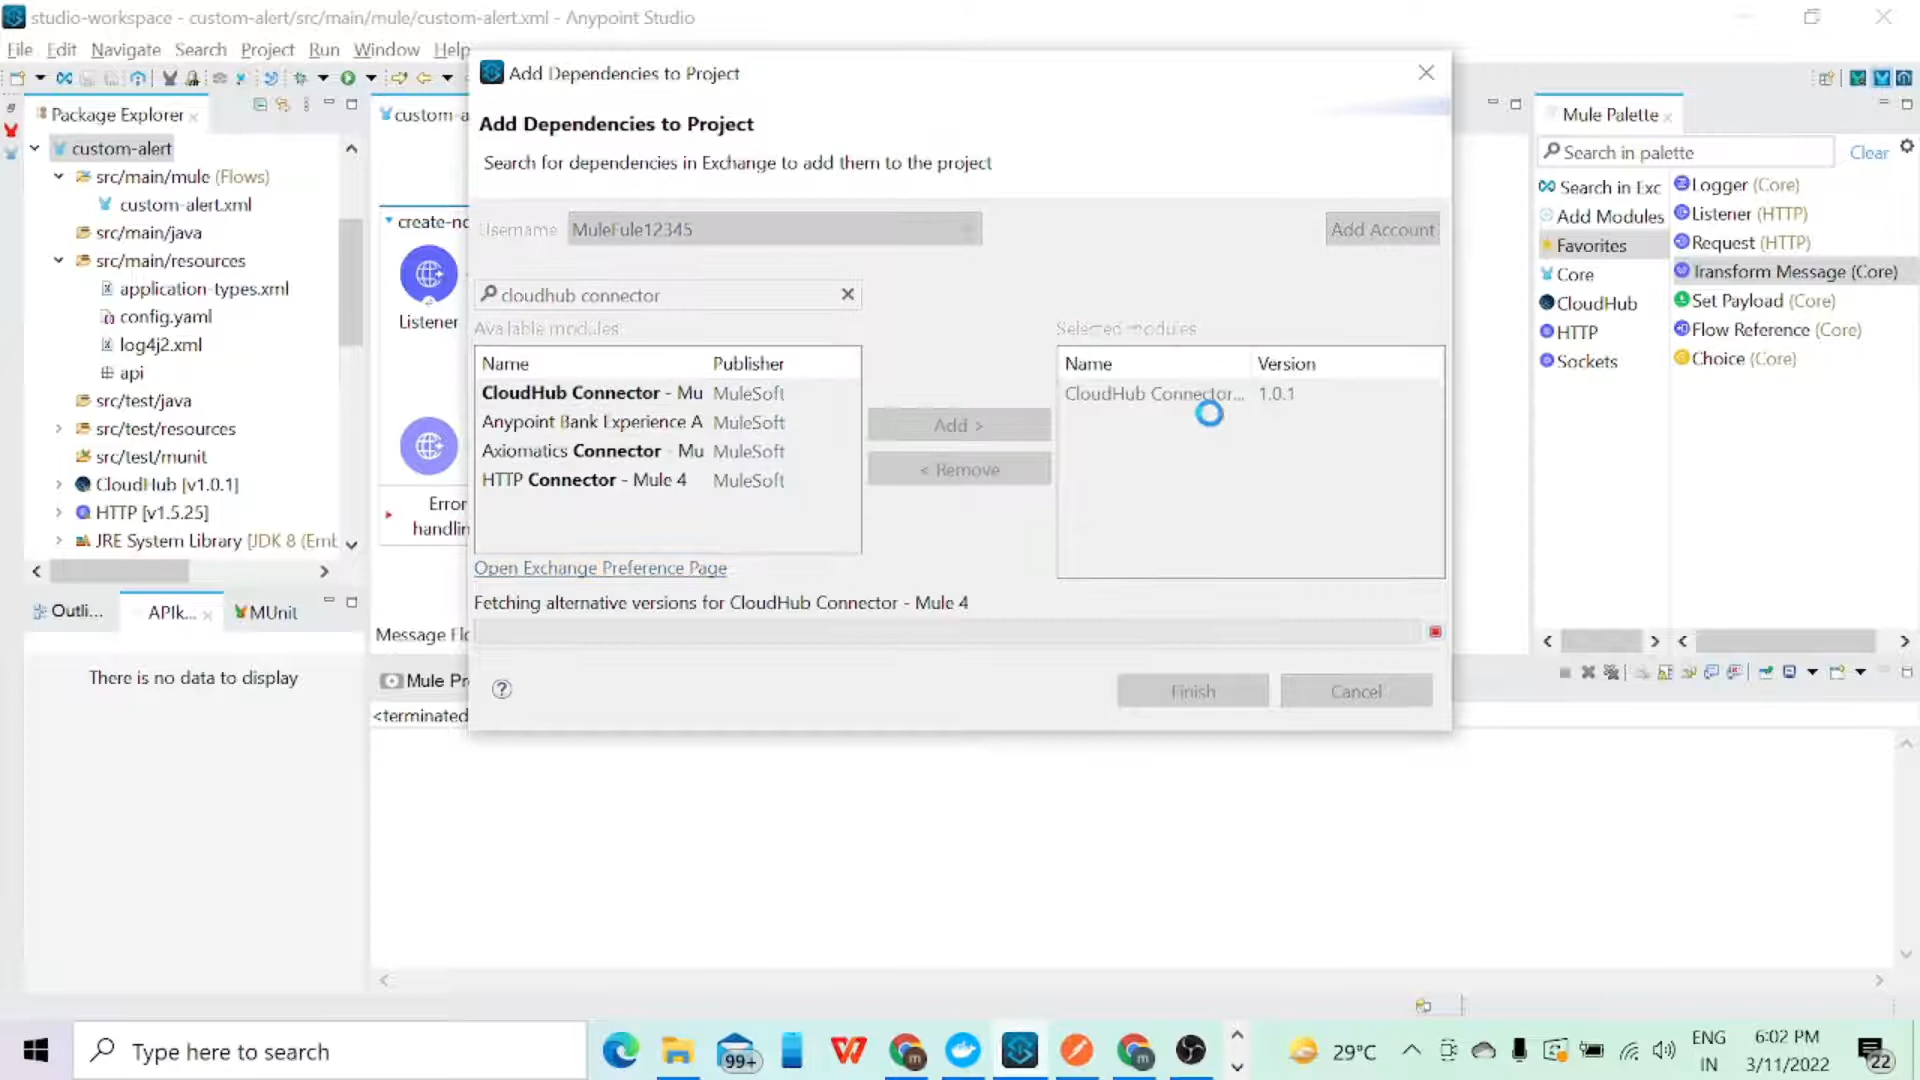 studio-workspace - custom-alert/src/main/mule/custom-alert.xml - Anypoint Studio
File Edit Navigate Search Project Run Window Help
Package Explorer
custom-alert
src/main/mule (Flows)
custom-alert.xml
src/main/java
src/main/resources
application-types.xml
config.yaml
log4j2.xml
api
src/test/java
src/test/resources
src/test/munit
CloudHub [v1.0.1]
HTTP [v1.5.25]
JRE System Library [JDK 8 (Emb
Outli...
APIk...
MUnit
There is no data to display
custom-a
create-no
Listener
Error
handlin
Message Flo
Mule Pr
<terminated
Add Dependencies to Project
Add Dependencies to Project
Search for dependencies in Exchange to add them to the project
Username
MuleFule12345
Add Account
cloudhub connector
Available modules
Name Publisher
CloudHub Connector - Mu MuleSoft
Anypoint Bank Experience A MuleSoft
Axiomatics Connector - Mu MuleSoft
HTTP Connector - Mule 4 MuleSoft
Add >
< Remove
Selected modules
Name Version
CloudHub Connector... 1.0.1
Open Exchange Preference Page
Fetching alternative versions for CloudHub Connector - Mule 4
?
Finish
Cancel
Mule Palette
Search in palette
Clear
Search in Exc
Add Modules
Favorites
Core
CloudHub
HTTP
Sockets
Logger (Core)
Listener (HTTP)
Request (HTTP)
Transform Message (Core)
Set Payload (Core)
Flow Reference (Core)
Choice (Core)
Type here to search
99+
m
m
29°C
ENG
IN
6:02 PM
3/11/2022
22